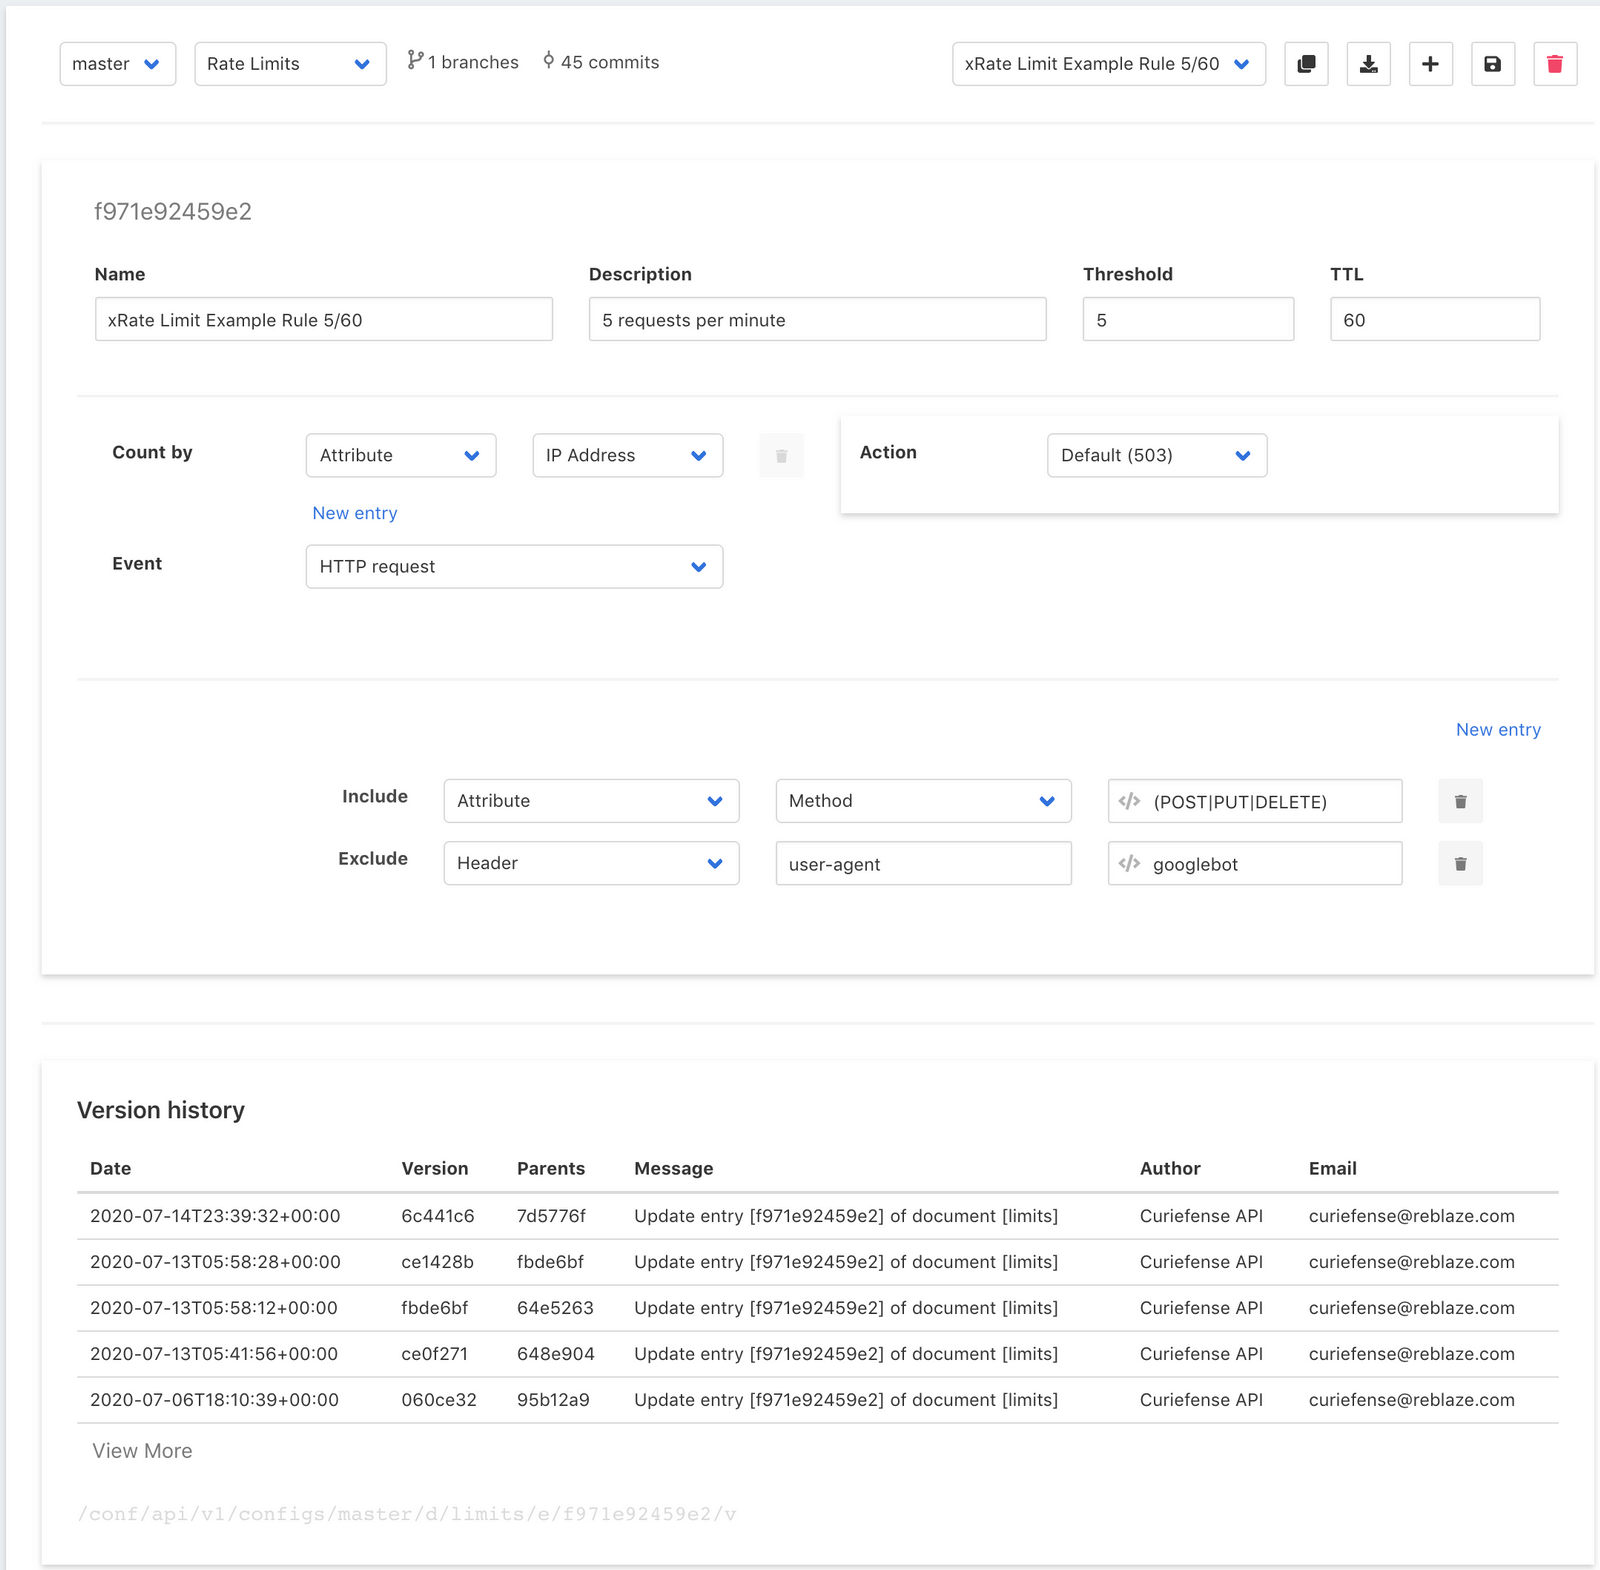 master Rate Limits 1 branches 45 commits xRate Limit Example Rule 5/60
f971e92459e2
Name Description Threshold TTL
xRate Limit Example Rule 5/60 5 requests per minute 5 60
Count by Attribute IP Address Action Default (503)
New entry
Event HTTP request
New entry
Include Attribute Method </> (POST|PUT|DELETE)
Exclude Header user-agent </> googlebot
Version history
Date Version Parents Message Author Email
2020-07-14T23:39:32+00:00 6c441c6 7d5776f Update entry [f971e92459e2] of document [limits] Curiefense API curiefense@reblaze.com
2020-07-13T05:58:28+00:00 ce1428b fbde6bf Update entry [f971e92459e2] of document [limits] Curiefense API curiefense@reblaze.com
2020-07-13T05:58:12+00:00 fbde6bf 64e5263 Update entry [f971e92459e2] of document [limits] Curiefense API curiefense@reblaze.com
2020-07-13T05:41:56+00:00 ce0f271 648e904 Update entry [f971e92459e2] of document [limits] Curiefense API curiefense@reblaze.com
2020-07-06T18:10:39+00:00 060ce32 95b12a9 Update entry [f971e92459e2] of document [limits] Curiefense API curiefense@reblaze.com
View More
/conf/api/v1/configs/master/d/limits/e/f971e92459e2/v